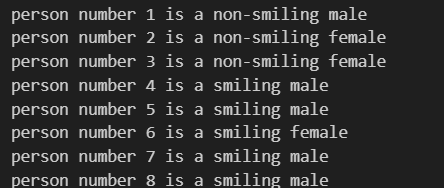 person number 1 is a non-smiling male
person number 2 is a non-smiling female
person number 3 is a non-smiling female
person number 4 is a smiling male
person number 5 is a smiling male
person number 6 is a smiling female
person number 7 is a smiling male
person number 8 is a smiling male